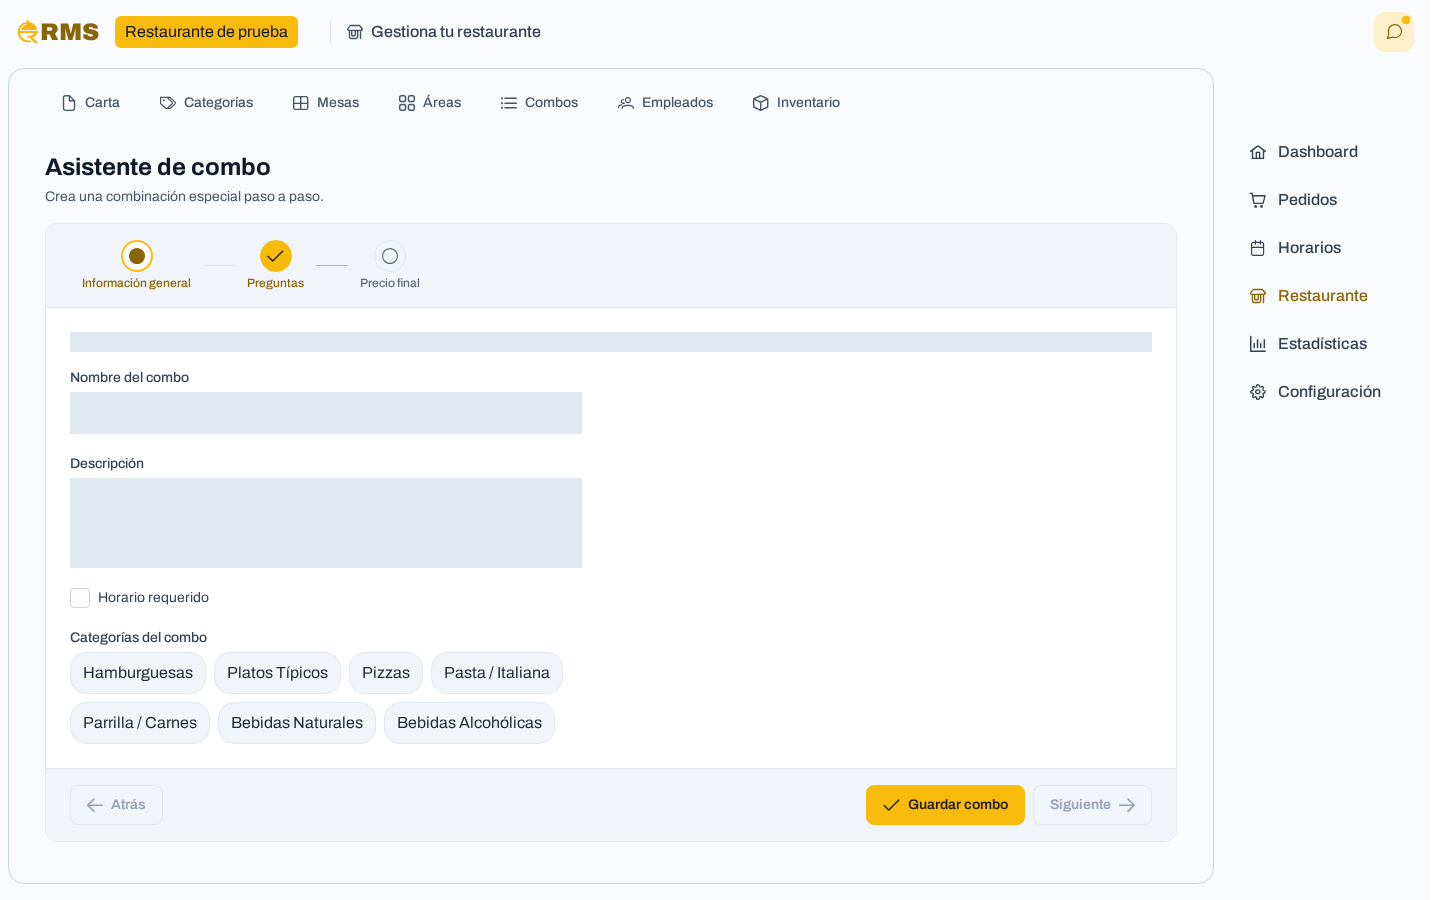 RMS
Restaurante de prueba
Gestiona tu restaurante
Carta
Categorías
Mesas
Áreas
Combos
Empleados
Inventario
Asistente de combo
Crea una combinación especial paso a paso.
Información general
Preguntas
Precio final
Nombre del combo
Descripción
Horario requerido
Categorías del combo
Hamburguesas
Platos Típicos
Pizzas
Pasta / Italiana
Parrilla / Carnes
Bebidas Naturales
Bebidas Alcohólicas
Atrás
Guardar combo
Siguiente
Dashboard
Pedidos
Horarios
Restaurante
Estadísticas
Configuración